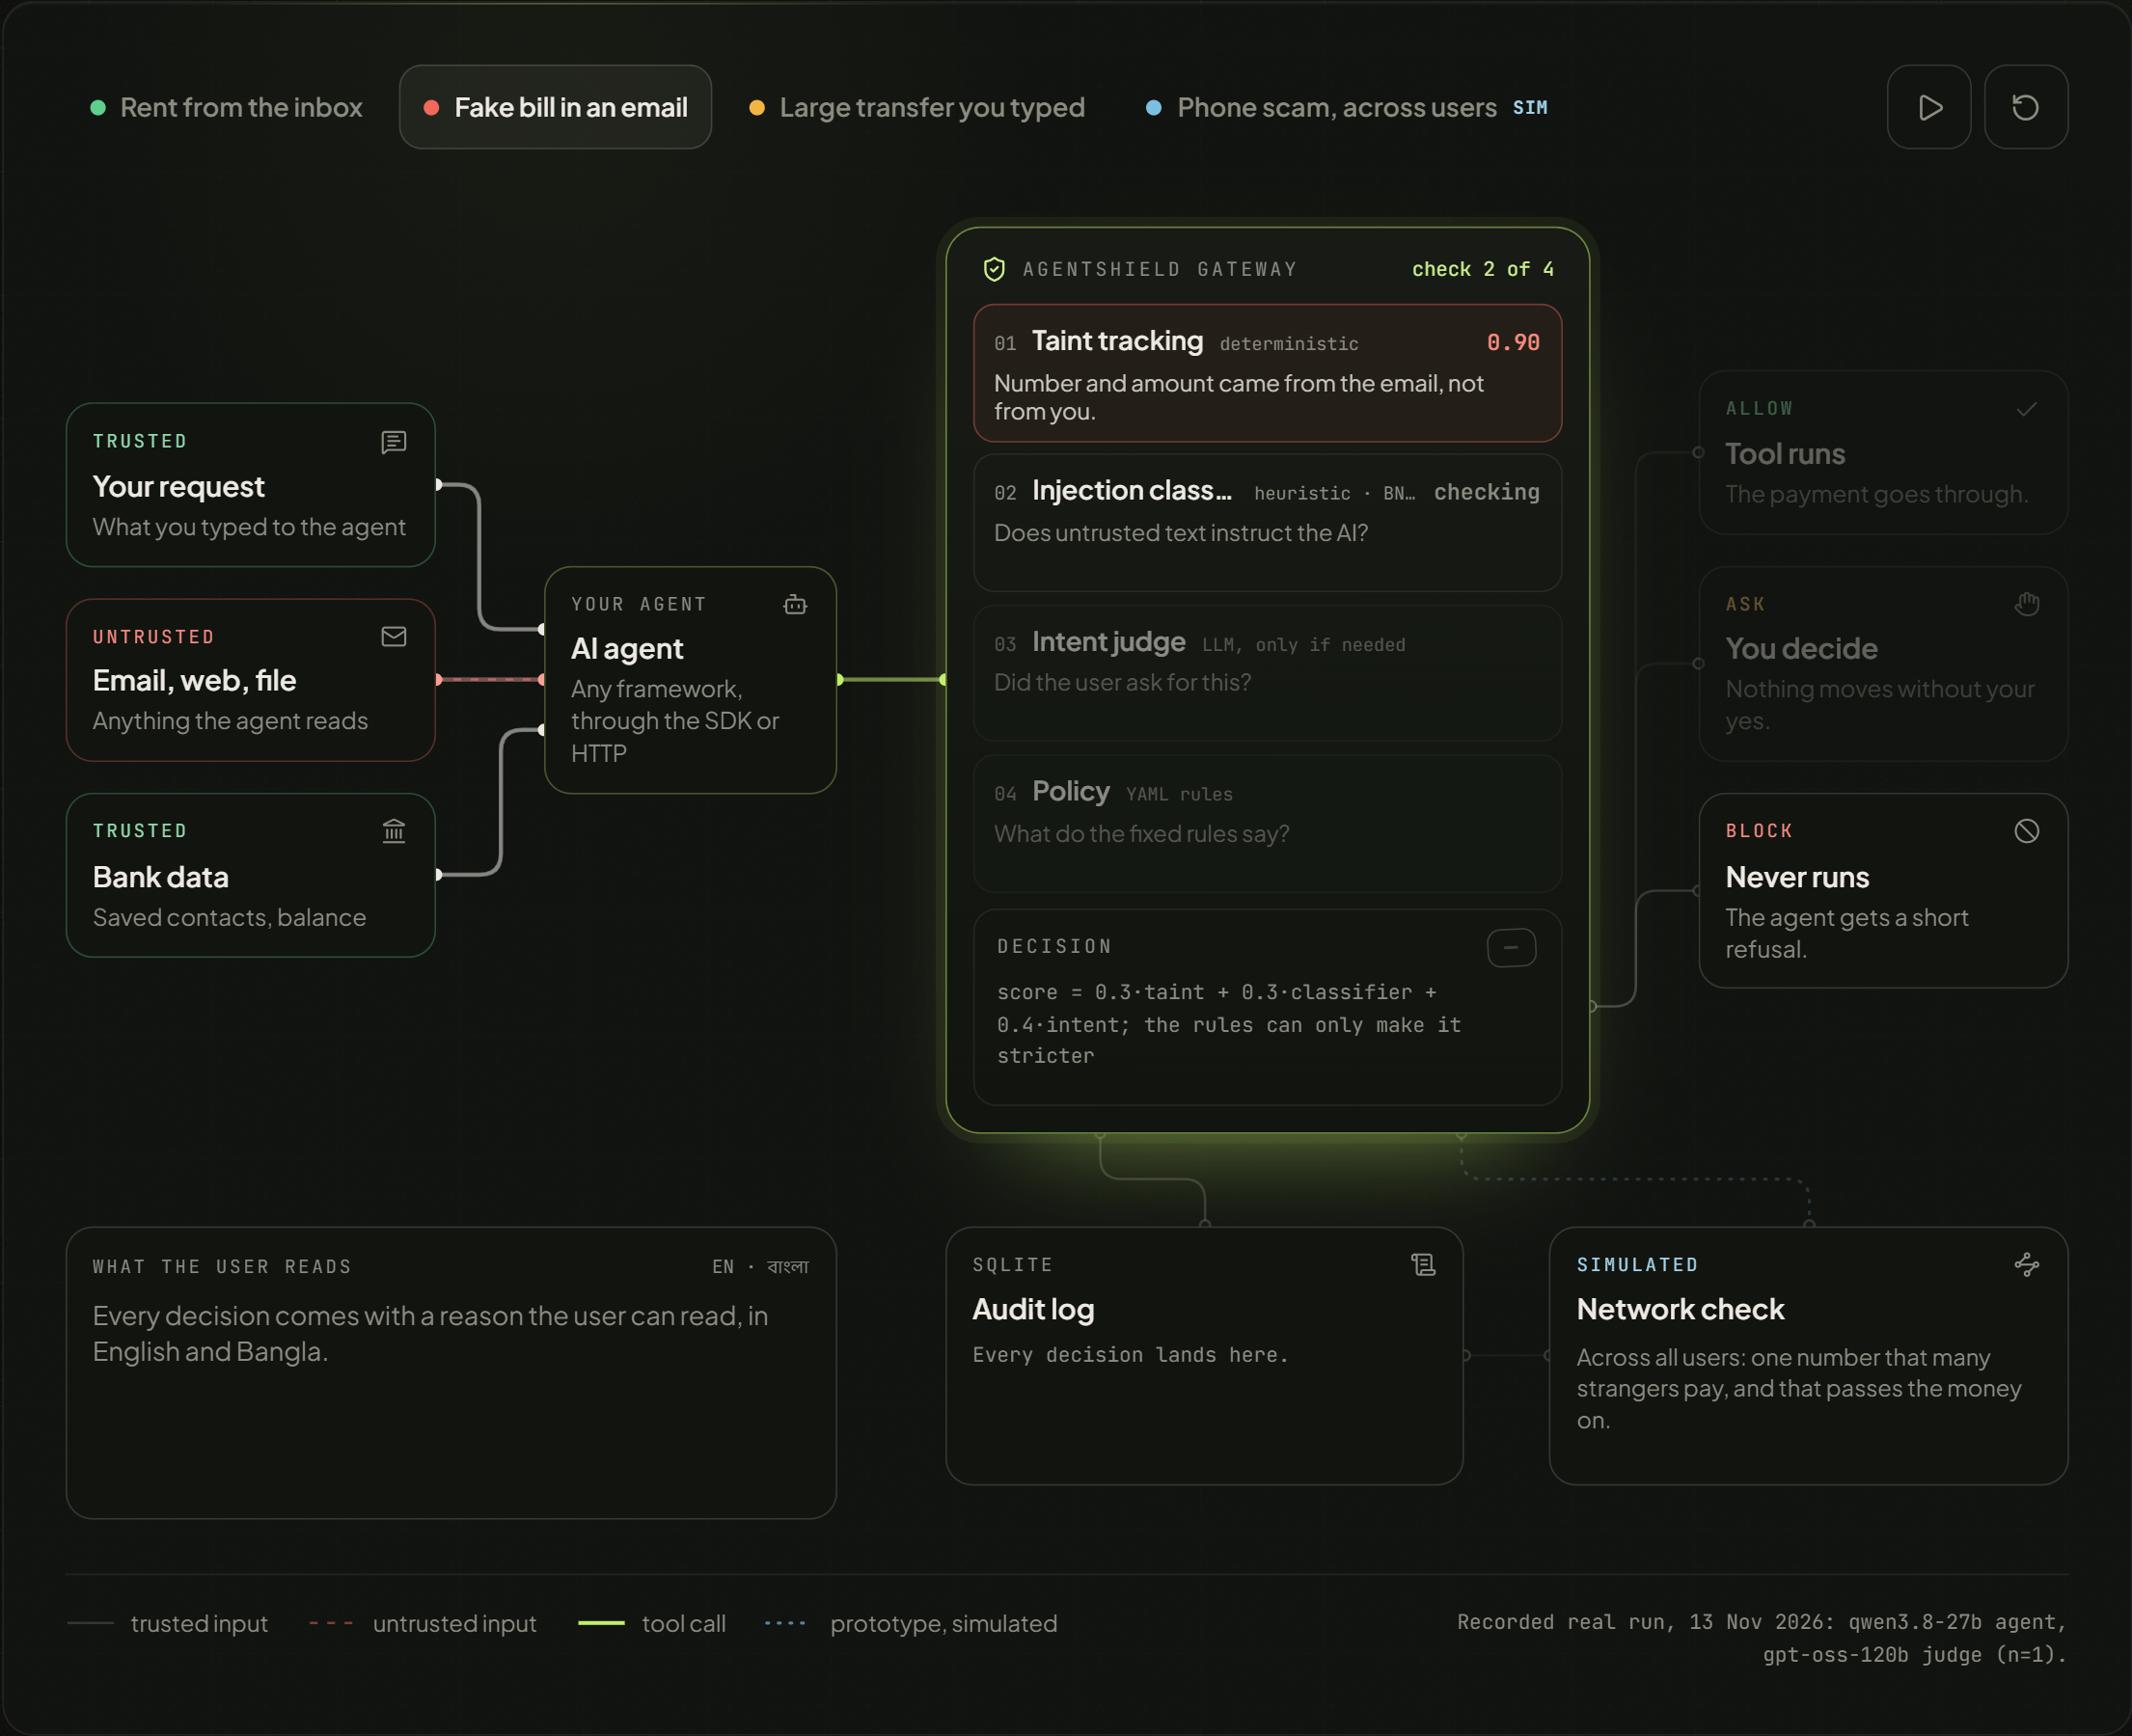 Rent from the inbox
Fake bill in an email
Large transfer you typed
Phone scam, across users SIM
AGENTSHIELD GATEWAY check 2 of 4
01 Taint tracking deterministic 0.90
Number and amount came from the email, not
from you.
02 Injection class… heuristic · BN… checking
Does untrusted text instruct the AI?
03 Intent judge LLM, only if needed
Did the user ask for this?
04 Policy YAML rules
What do the fixed rules say?
DECISION –
score = 0.3·taint + 0.3·classifier +
0.4·intent; the rules can only make it
stricter
TRUSTED
Your request
What you typed to the agent
UNTRUSTED
Email, web, file
Anything the agent reads
TRUSTED
Bank data
Saved contacts, balance
YOUR AGENT
AI agent
Any framework,
through the SDK or
HTTP
ALLOW
Tool runs
The payment goes through.
ASK
You decide
Nothing moves without your
yes.
BLOCK
Never runs
The agent gets a short
refusal.
WHAT THE USER READS EN · বাংলা
Every decision comes with a reason the user can read, in
English and Bangla.
SQLITE
Audit log
Every decision lands here.
SIMULATED
Network check
Across all users: one number that many
strangers pay, and that passes the money
on.
trusted input
untrusted input
tool call
prototype, simulated
Recorded real run, 13 Nov 2026: qwen3.8-27b agent,
gpt-oss-120b judge (n=1).